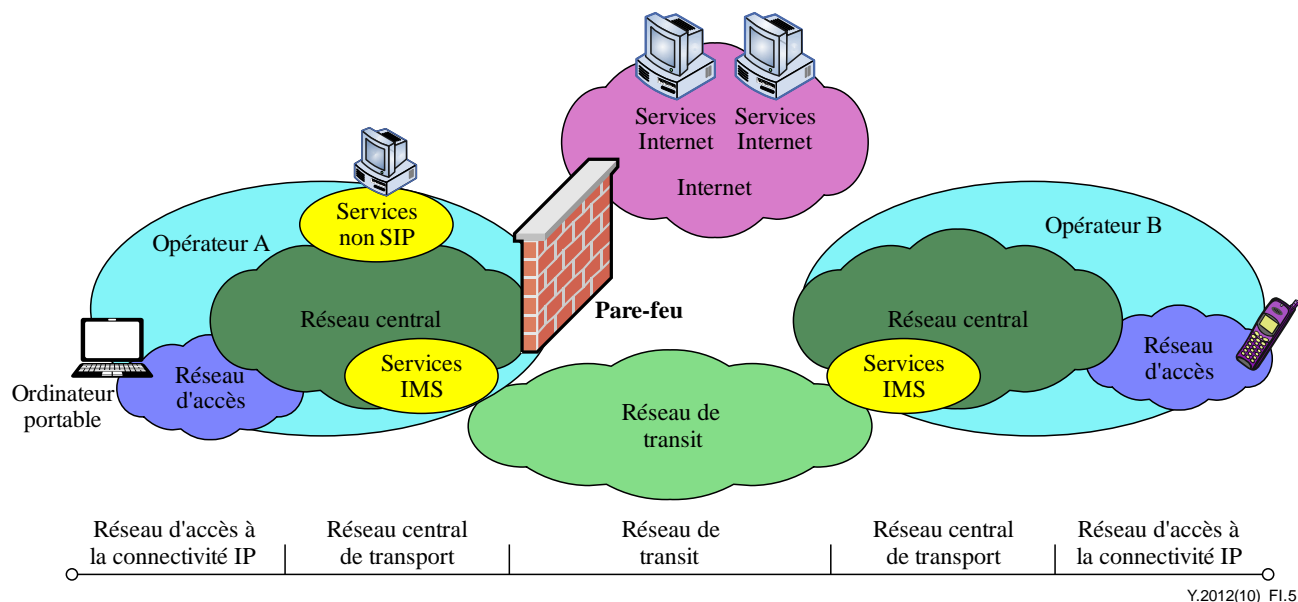 Services
Internet
Services
Internet
Internet
Services
non SIP
Opérateur A
Opérateur B
Pare-feu
Réseau central
Réseau central
Services
IMS
Services
IMS
Réseau
d'accès
Réseau
d'accès
Ordinateur
portable
Réseau de
transit
Réseau d'accès à
la connectivité IP
Réseau central
de transport
Réseau de
transit
Réseau central
de transport
Réseau d'accès à
la connectivité IP
Y.2012(10)_FI.5